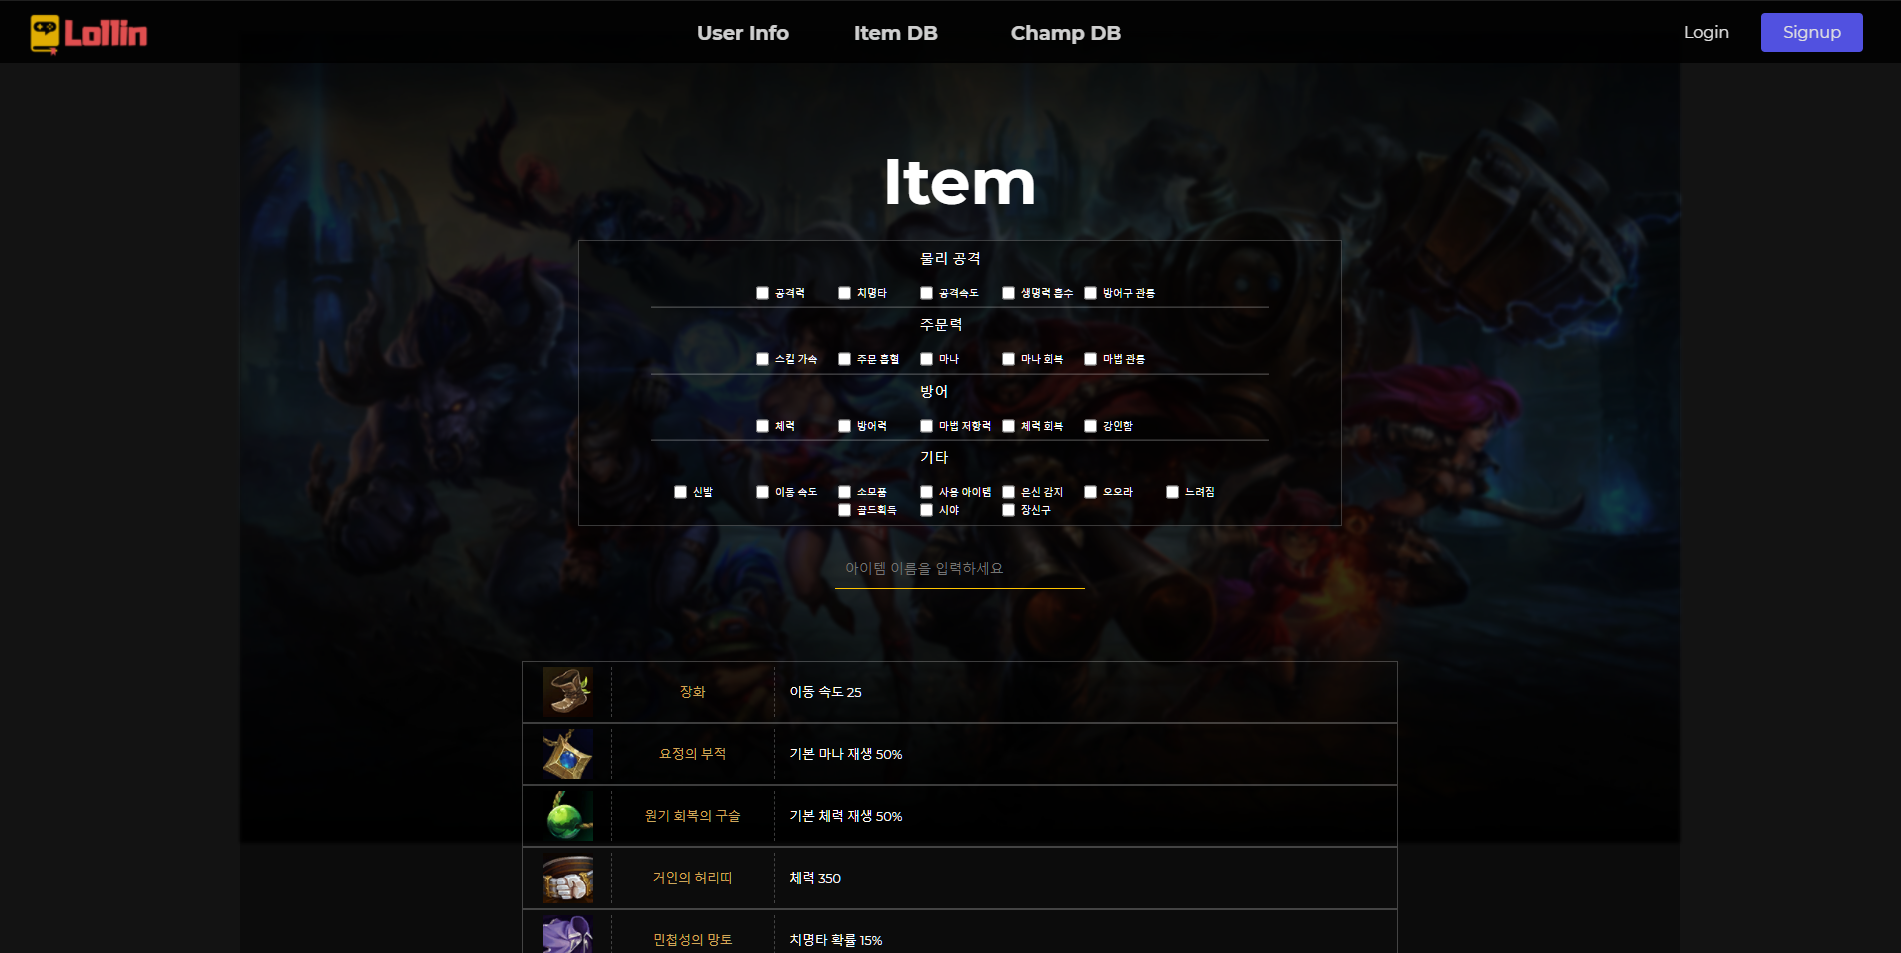 Lollin
User Info Item DB Champ DB
Login Signup
Item
물리 공격
공격력 치명타 공격속도 생명력 흡수 방어구 관통
주문력
스킬 가속 주문 흡혈 마나 마나 회복 마법 관통
방어
체력 방어력 마법 저항력 체력 회복 강인함
기타
신발 이동 속도 소모품 사용 아이템 은신 감지 오오라 느려짐
골드획득 시야 장신구
아이템 이름을 입력하세요
장화 이동 속도 25
요정의 부적 기본 마나 재생 50%
원기 회복의 구슬 기본 체력 재생 50%
거인의 허리띠 체력 350
민첩성의 망토 치명타 확률 15%